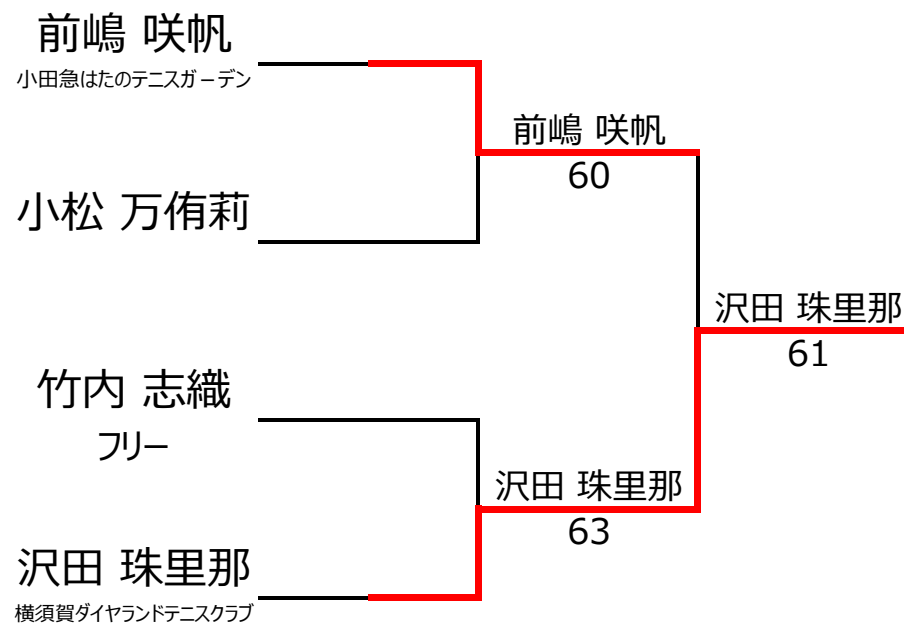 前嶋 咲帆
小田急はたのテニスガーデン
前嶋 咲帆
60
小松 万侑莉
沢田 珠里那
61
竹内 志織
フリー
沢田 珠里那
63
沢田 珠里那
横須賀ダイヤランドテニスクラブ